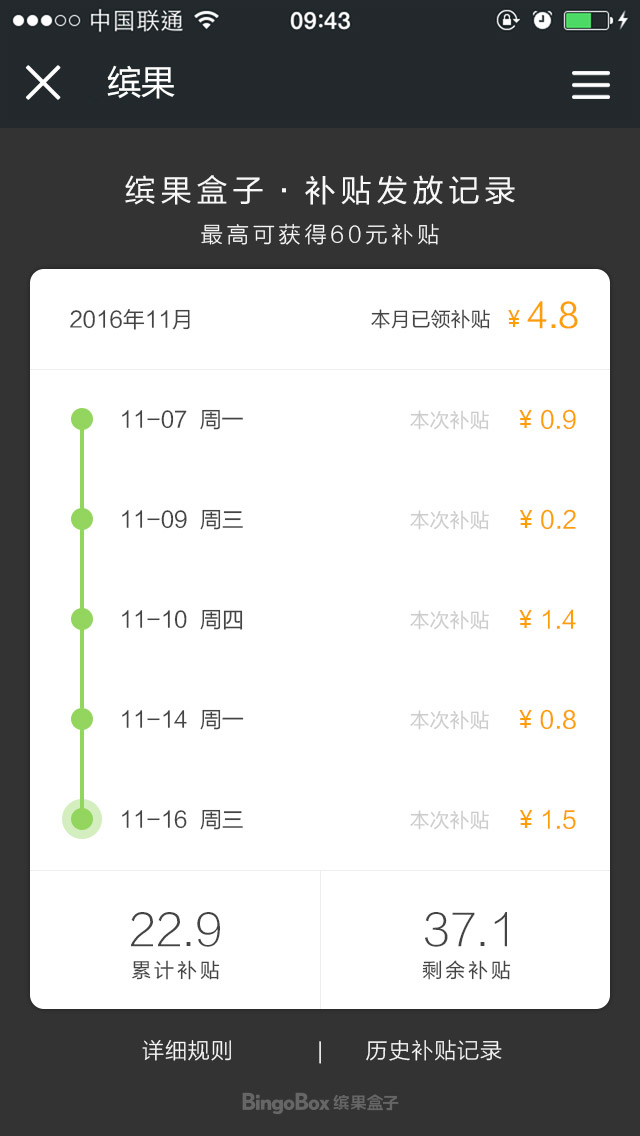 中国联通 09:43
缤果
缤果盒子·补贴发放记录
最高可获得60元补贴
2016年11月 本月已领补贴 ¥ 4.8
11-07 周一 本次补贴 ¥ 0.9
11-09 周三 本次补贴 ¥ 0.2
11-10 周四 本次补贴 ¥ 1.4
11-14 周一 本次补贴 ¥ 0.8
11-16 周三 本次补贴 ¥ 1.5
22.9 37.1
累计补贴 剩余补贴
详细规则 | 历史补贴记录
BingoBox 缤果盒子